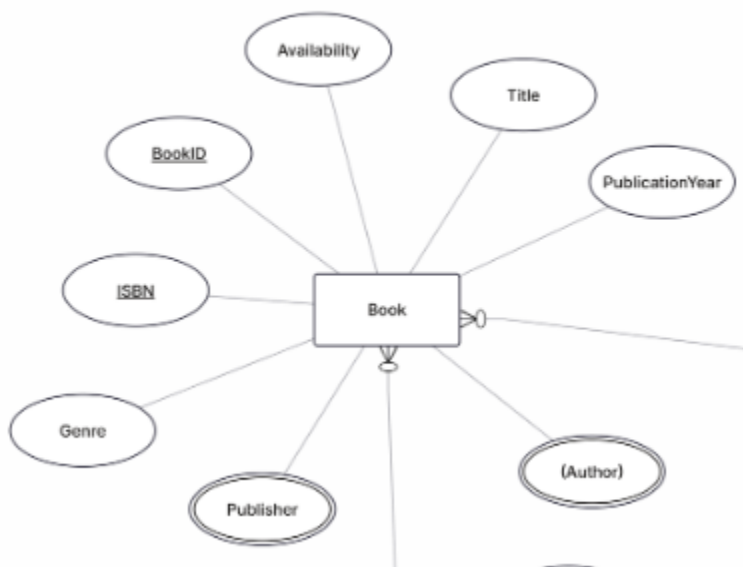 Availability
Title
BookID
PublicationYear
ISBN
Book
Genre
(Author)
Publisher